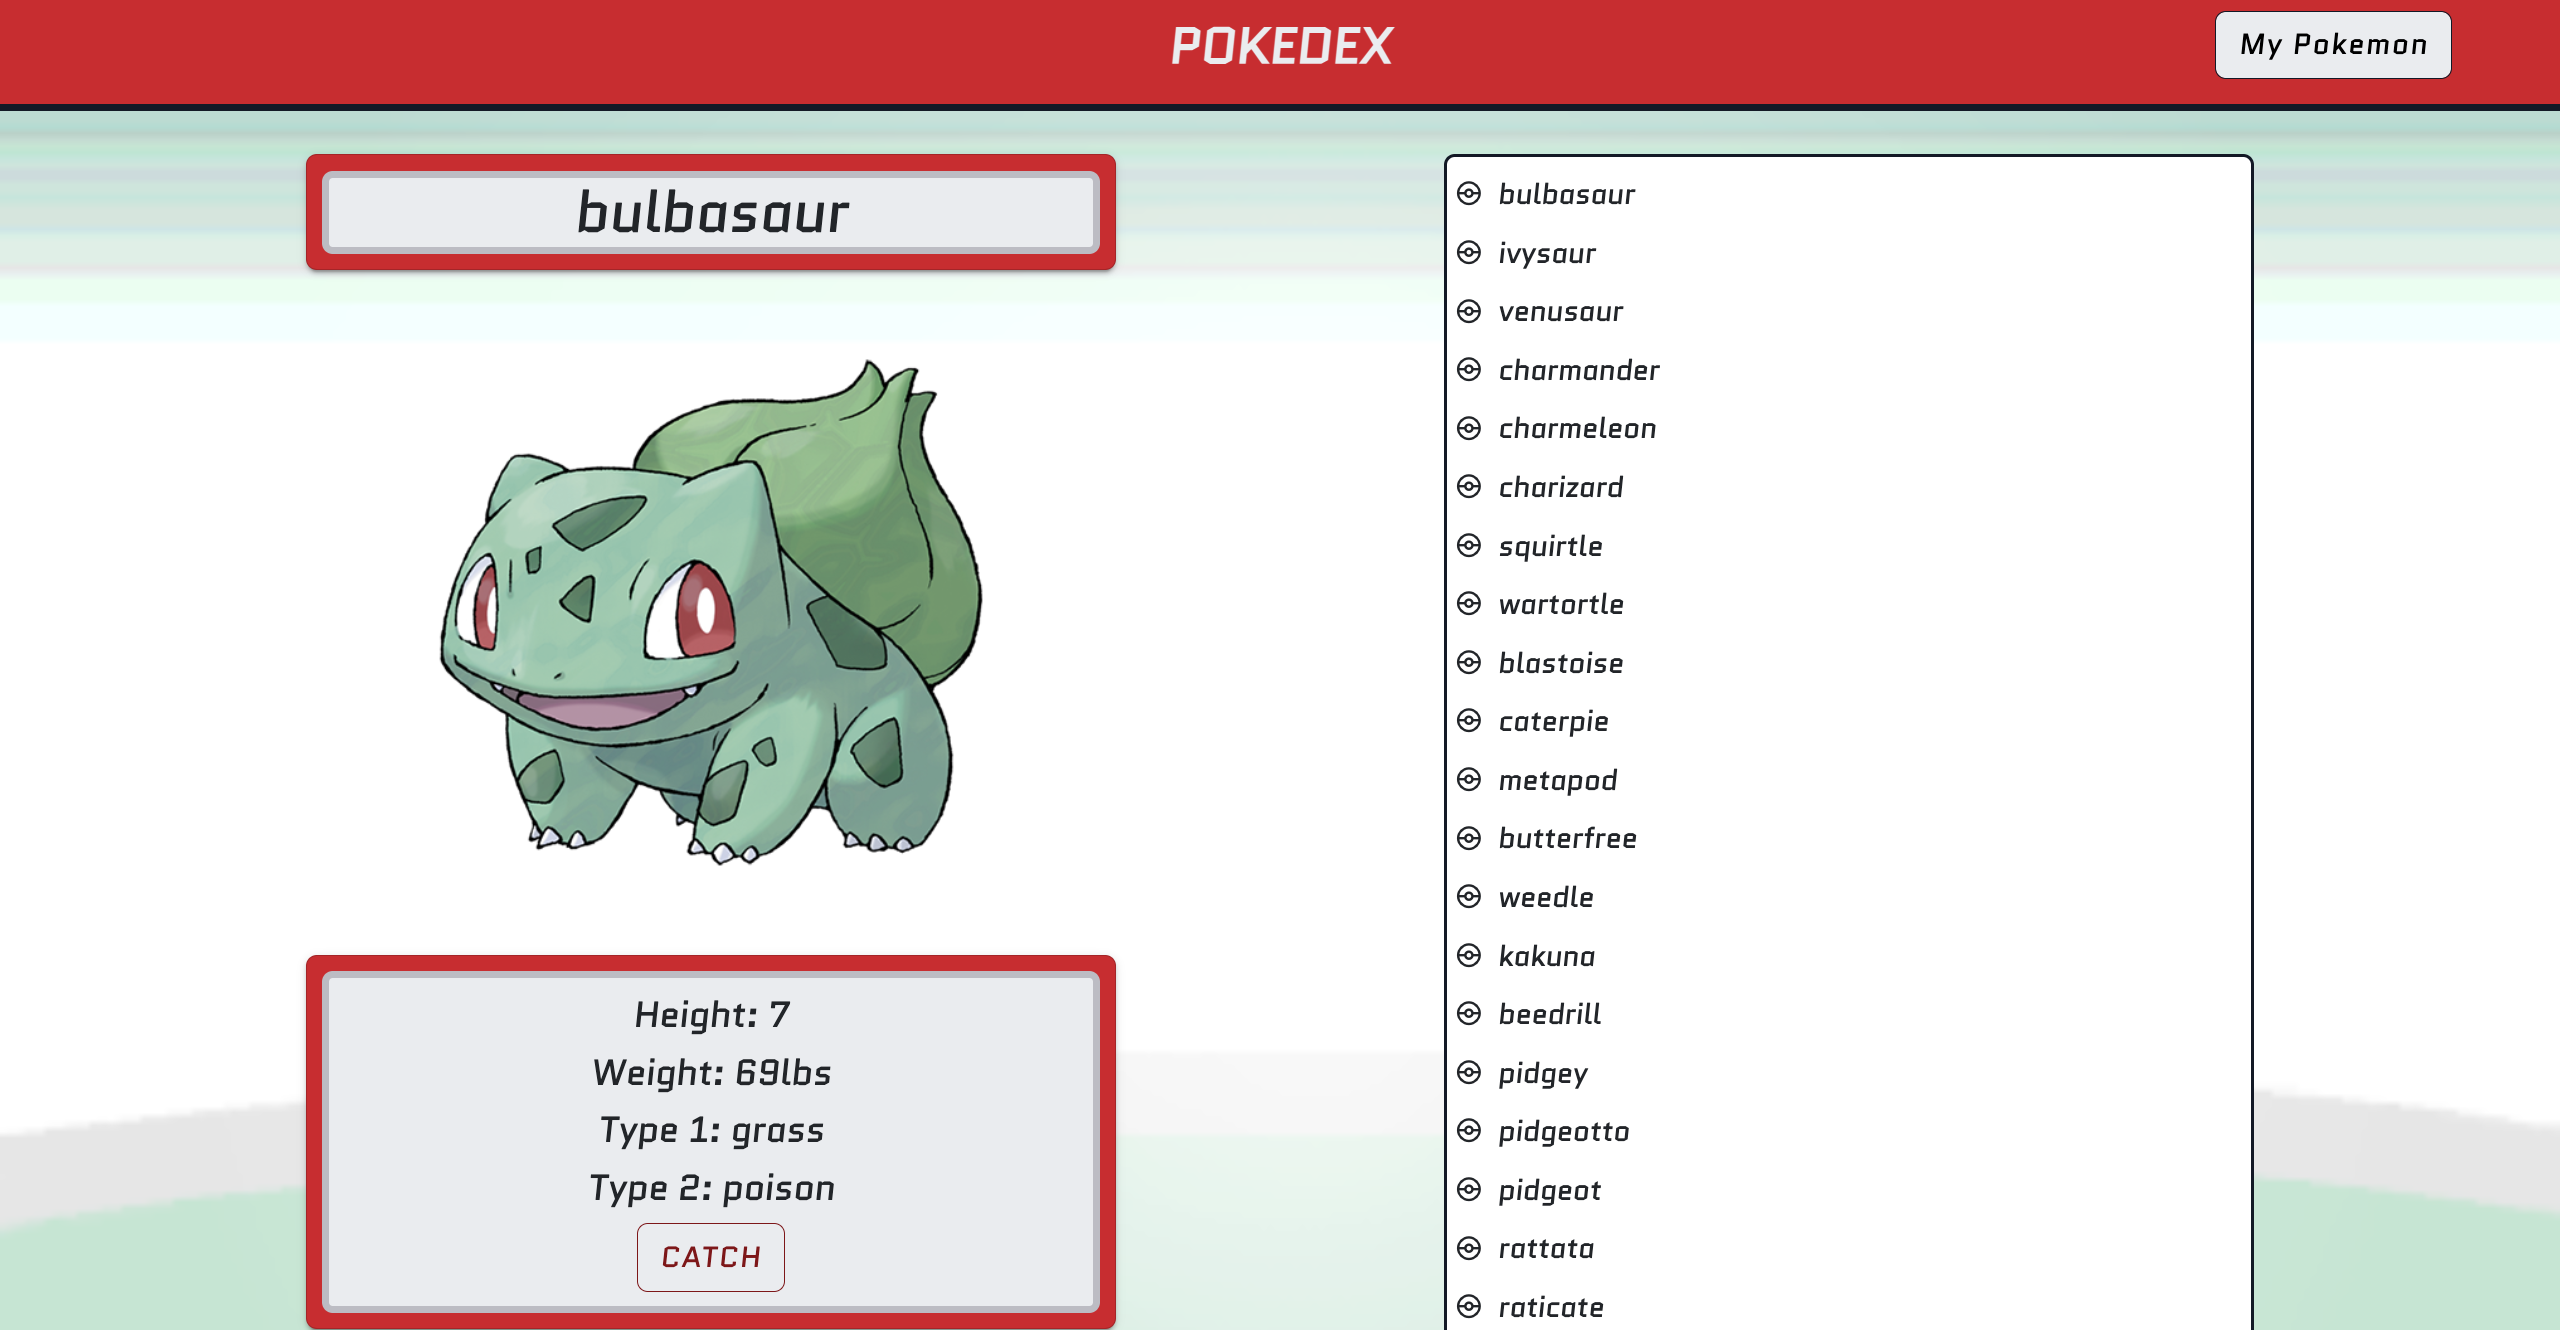 POKEDEX
My Pokemon
bulbasaur
Height: 7
Weight: 69lbs
Type 1: grass
Type 2: poison
CATCH
bulbasaur
ivysaur
venusaur
charmander
charmeleon
charizard
squirtle
wartortle
blastoise
caterpie
metapod
butterfree
weedle
kakuna
beedrill
pidgey
pidgeotto
pidgeot
rattata
raticate